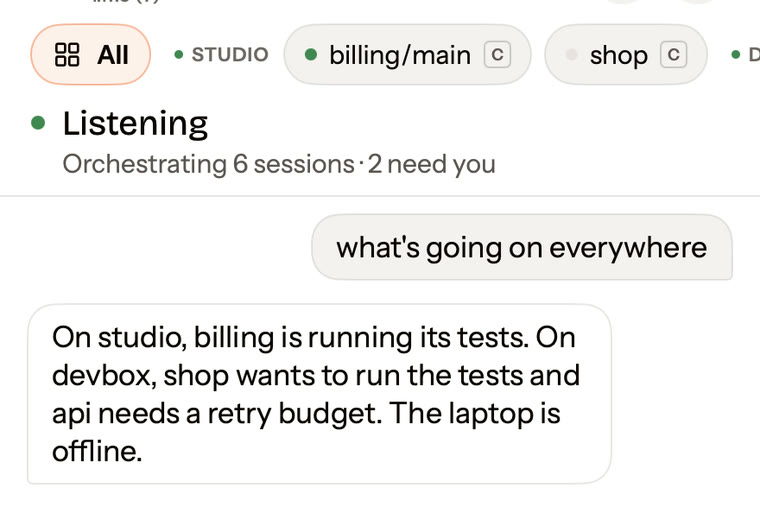 All
STUDIO
billing/main C
shop C
Listening
Orchestrating 6 sessions · 2 need you
what's going on everywhere
On studio, billing is running its tests. On
devbox, shop wants to run the tests and
api needs a retry budget. The laptop is
offline.